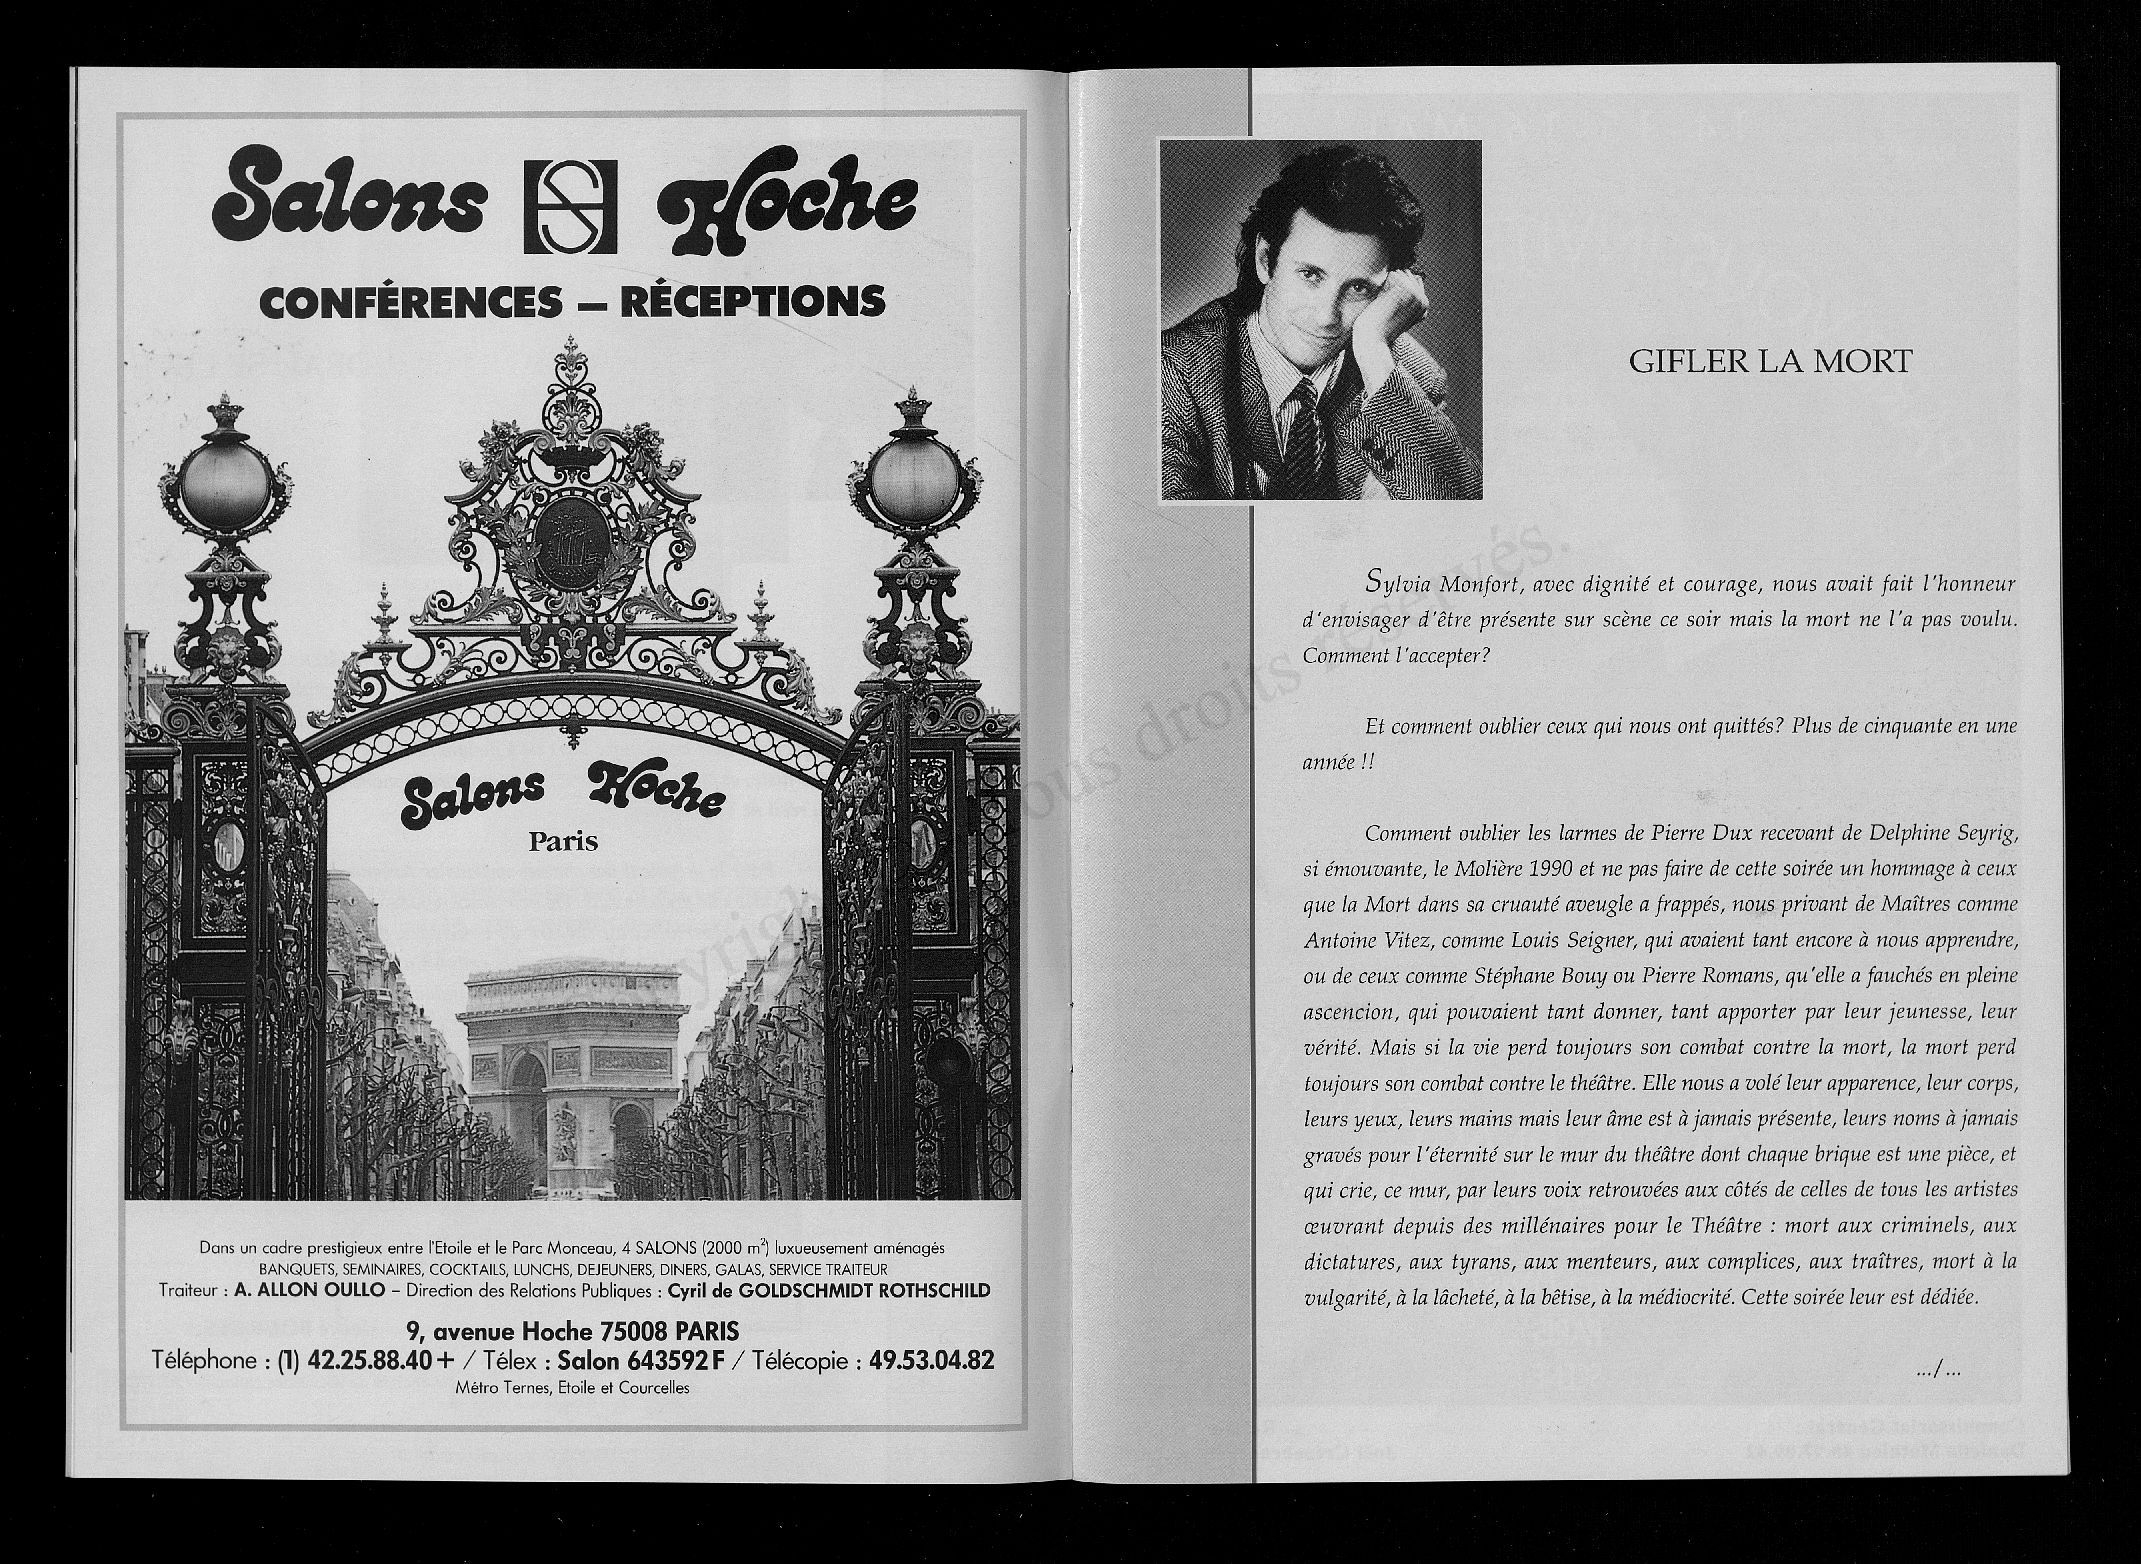 Salons HS Hoche
CONFÉRENCES – RÉCEPTIONS
Salons Hoche
Paris
Dans un cadre prestigieux entre l'Etoile et le Parc Monceau, 4 SALONS (2000 m²) luxueusement aménagés
BANQUETS, SEMINAIRES, COCKTAILS, LUNCHS, DEJEUNERS, DINERS, GALAS, SERVICE TRAITEUR
Traiteur : A. ALLON OULLO – Direction des Relations Publiques : Cyril de GOLDSCHMIDT ROTHSCHILD
9, avenue Hoche 75008 PARIS
Téléphone : (1) 42.25.88.40+ / Télex : Salon 643592 F / Télécopie : 49.53.04.82
Métro Ternes, Etoile et Courcelles
GIFLER LA MORT
Sylvia Monfort, avec dignité et courage, nous avait fait l'honneur
d'envisager d'être présente sur scène ce soir mais la mort ne l'a pas voulu.
Comment l'accepter?
Et comment oublier ceux qui nous ont quittés? Plus de cinquante en une
année !!
Comment oublier les larmes de Pierre Dux recevant de Delphine Seyrig,
si émouvante, le Molière 1990 et ne pas faire de cette soirée un hommage à ceux
que la Mort dans sa cruauté aveugle a frappés, nous privant de Maîtres comme
Antoine Vitez, comme Louis Seigner, qui avaient tant encore à nous apprendre,
ou de ceux comme Stéphane Bouy ou Pierre Romans, qu'elle a fauchés en pleine
ascencion, qui pouvaient tant donner, tant apporter par leur jeunesse, leur
vérité. Mais si la vie perd toujours son combat contre la mort, la mort perd
toujours son combat contre le théâtre. Elle nous a volé leur apparence, leur corps,
leurs yeux, leurs mains mais leur âme est à jamais présente, leurs noms à jamais
gravés pour l'éternité sur le mur du théâtre dont chaque brique est une pièce, et
qui crie, ce mur, par leurs voix retrouvées aux côtés de celles de tous les artistes
œuvrant depuis des millénaires pour le Théâtre : mort aux criminels, aux
dictatures, aux tyrans, aux menteurs, aux complices, aux traîtres, mort à la
vulgarité, à la lâcheté, à la bêtise, à la médiocrité. Cette soirée leur est dédiée.
.../...
tous droits réservés.